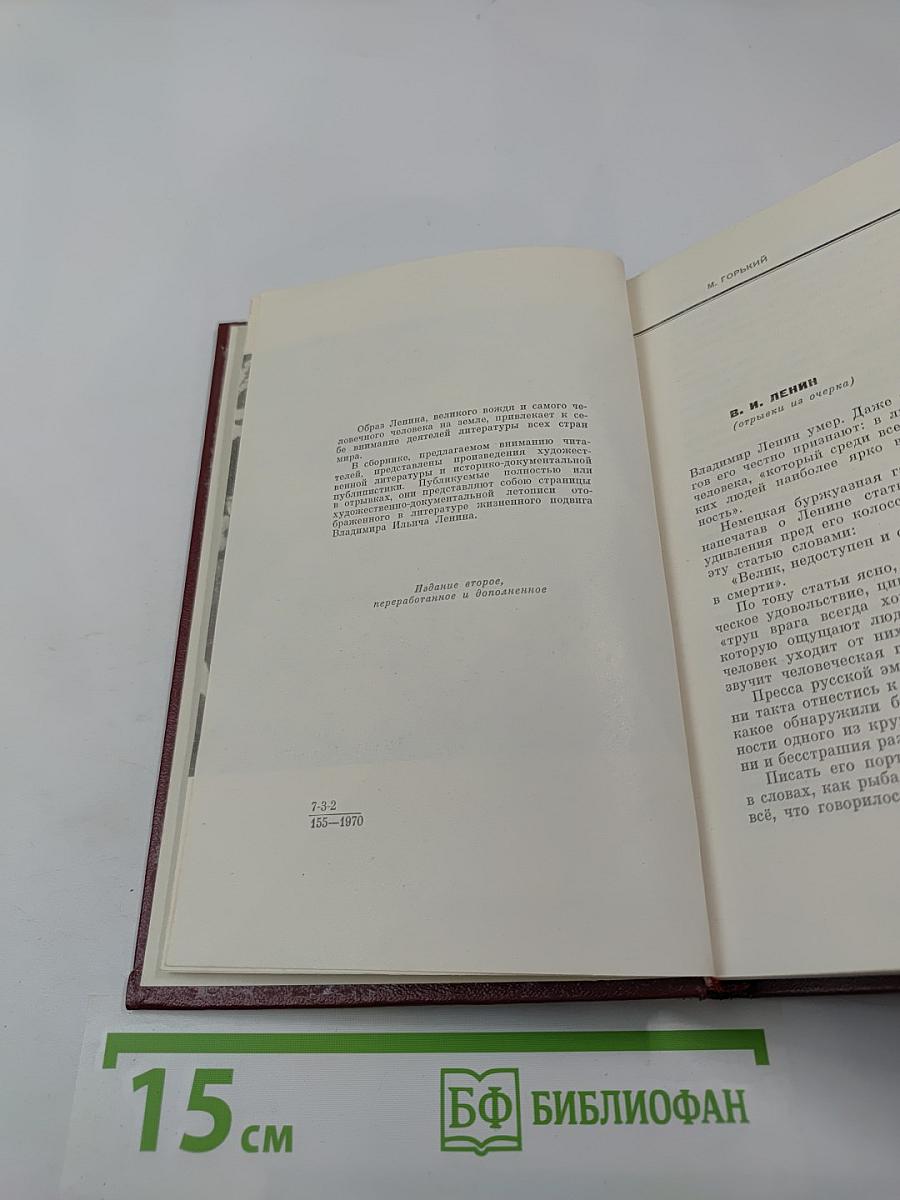 Образ Ленина, великого вождя и самого че-
ловечного человека на земле, привлекает к се-
бе внимание деятелей литературы всех стран
мира.
В сборнике, предлагаемом вниманию чита-
телей, представлены произведения художест-
венной литературы и историко-документальной
публицистики. Публикуемые полностью или
в отрывках, они представляют собою страницы
художественно-документальной летописи ото-
браженного в литературе жизненного подвига
Владимира Ильича Ленина.
Издание второе,
переработанное и дополненное
7-3-2
155—1970
М. ГОРЬКИЙ
В. И. ЛЕНИН
(отрывки из очерка)
Владимир Ленин умер. Даже
гов его честно признают: в л
человека, «который среди все
ких людей наиболее ярко в
ность».
Немецкая буржуазная г
напечатав о Ленине стат
удивления пред его колосс
эту статью словами:
«Велик, недоступен и с
в смерти».
По тону статьи ясно,
ческое удовольствие, ци
«труп врага всегда хо
которую ощущают люд
человек уходит от них
звучит человеческая г
Пресса русской эм
ни такта отнестись к
какое обнаружили б
ности одного из кру
ни и бесстрашия раз
Писать его порт
в словах, как рыба
всё, что говорилос
15 см
БФ БИБЛИОФАН